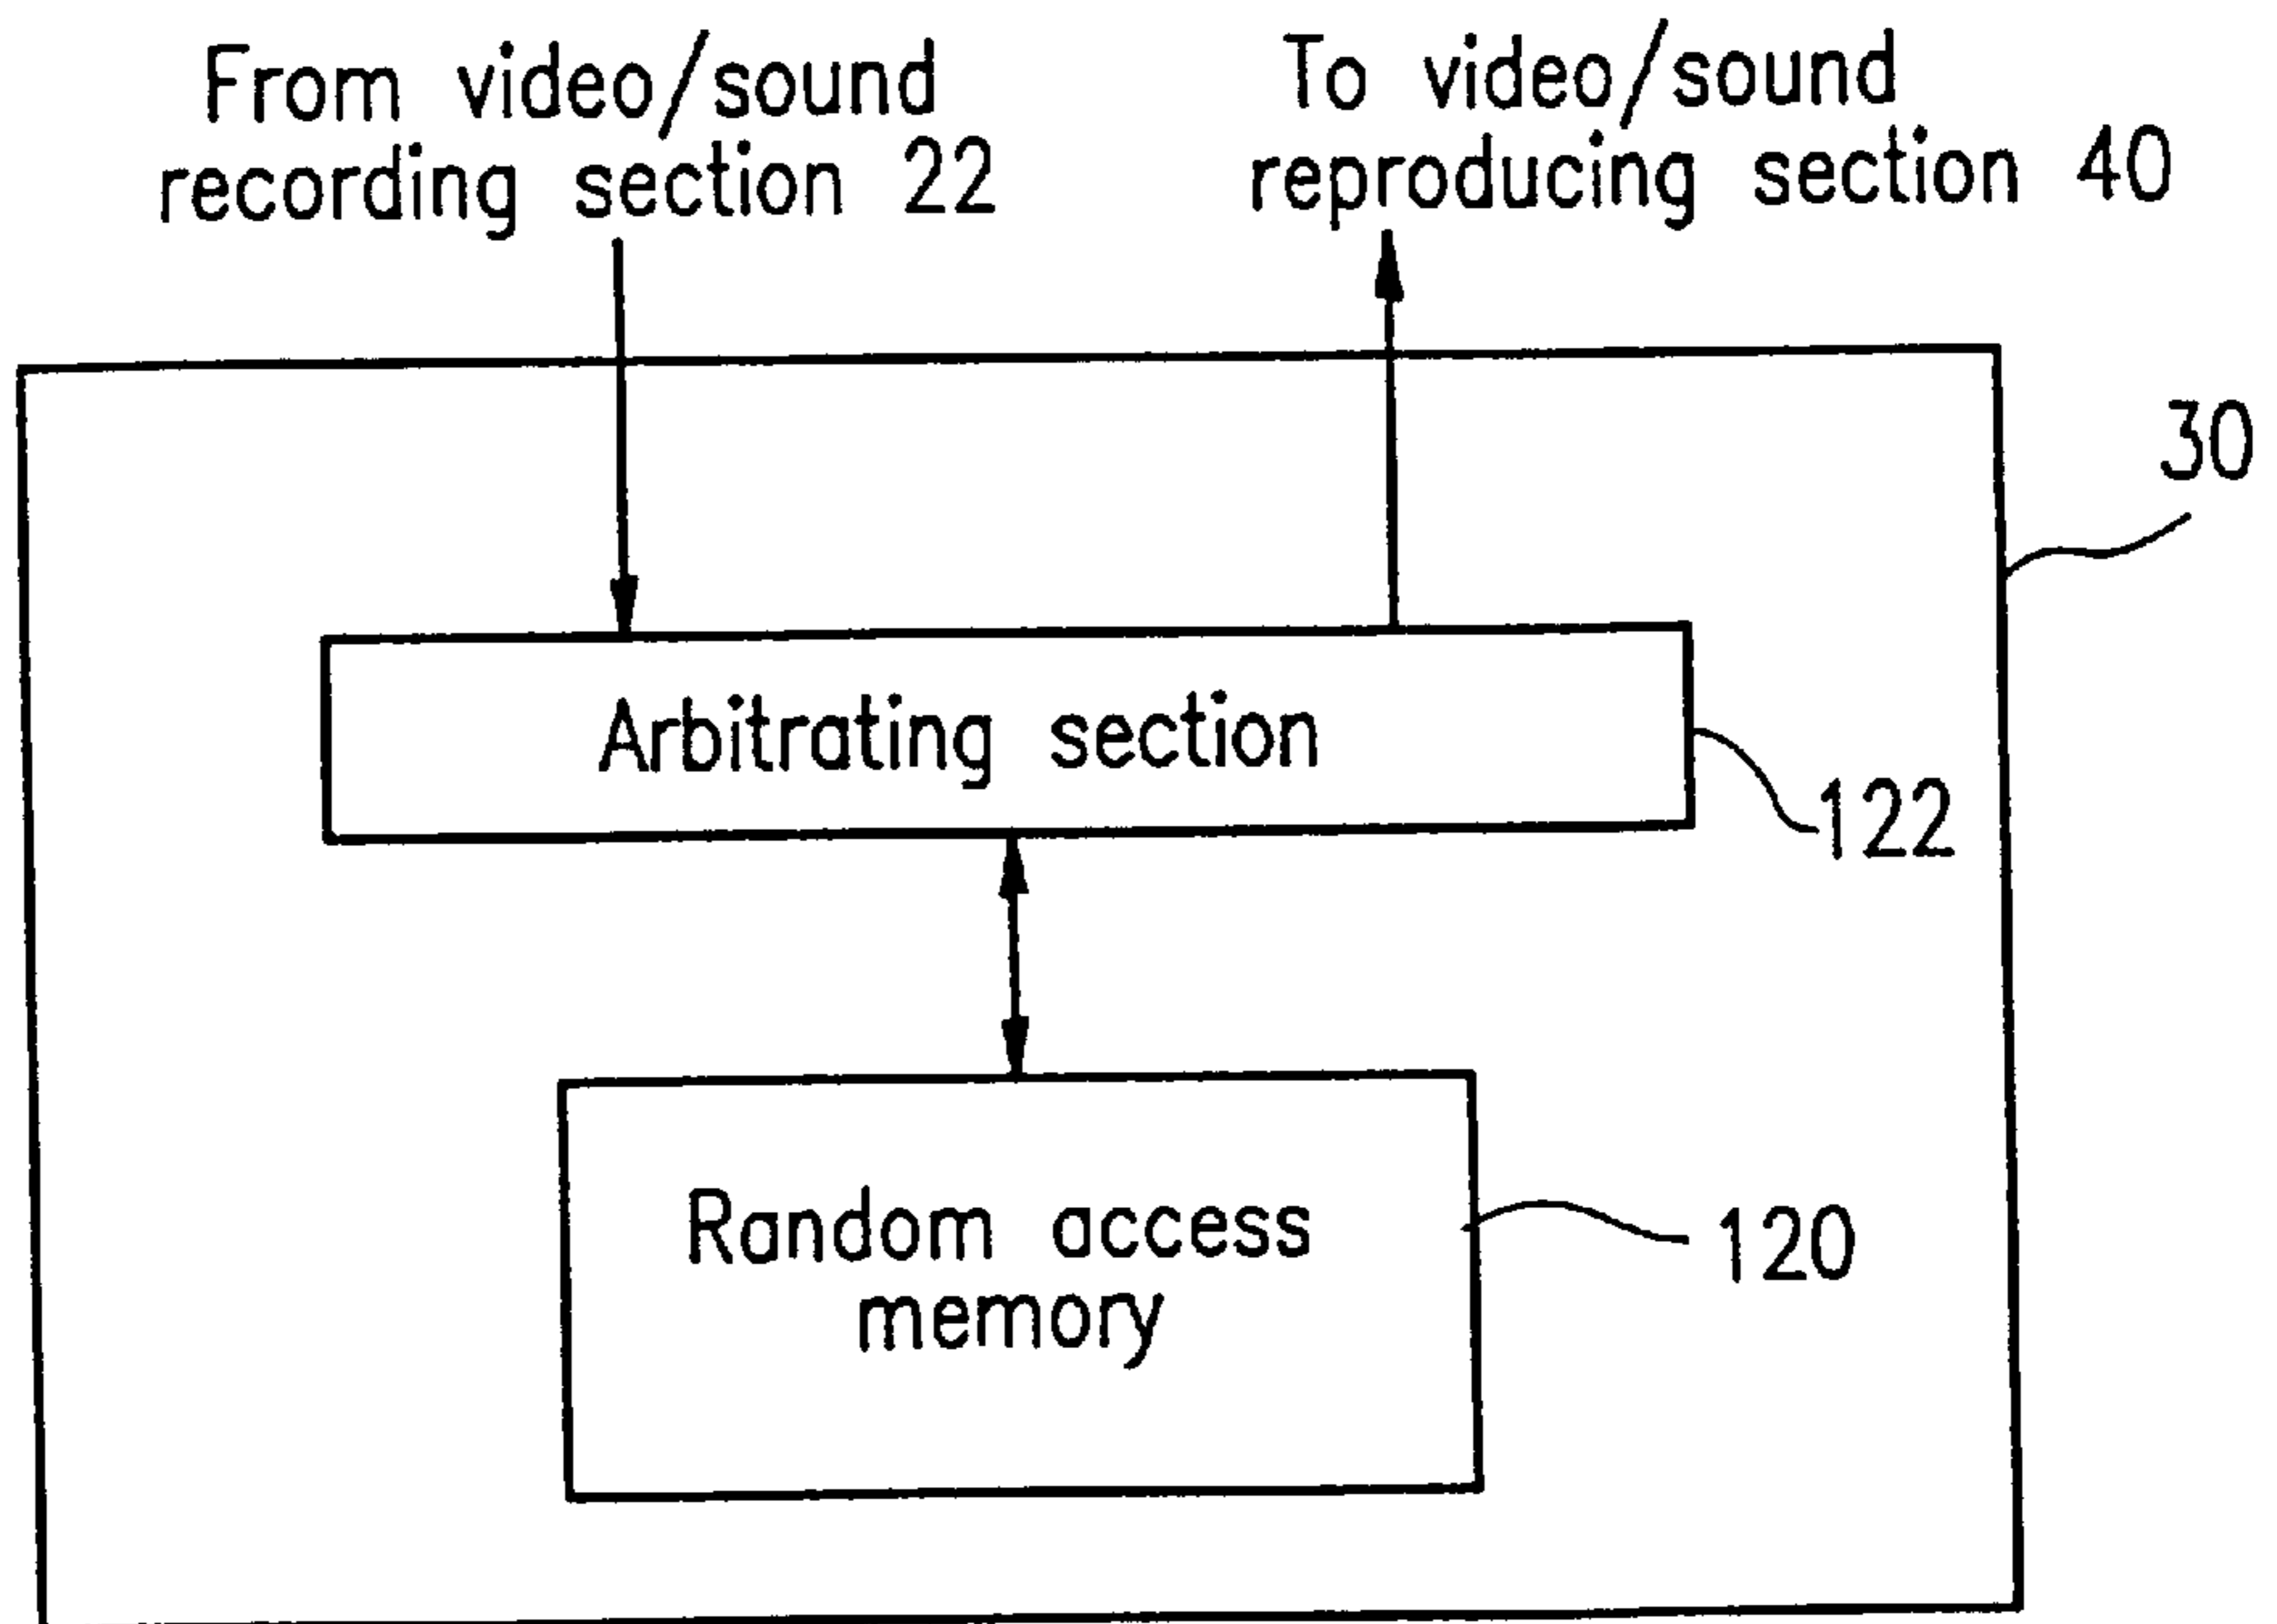 From video/sound
recording section 22
To video/sound
reproducing section 40
30
Arbitrating section
122
Random access
memory
120